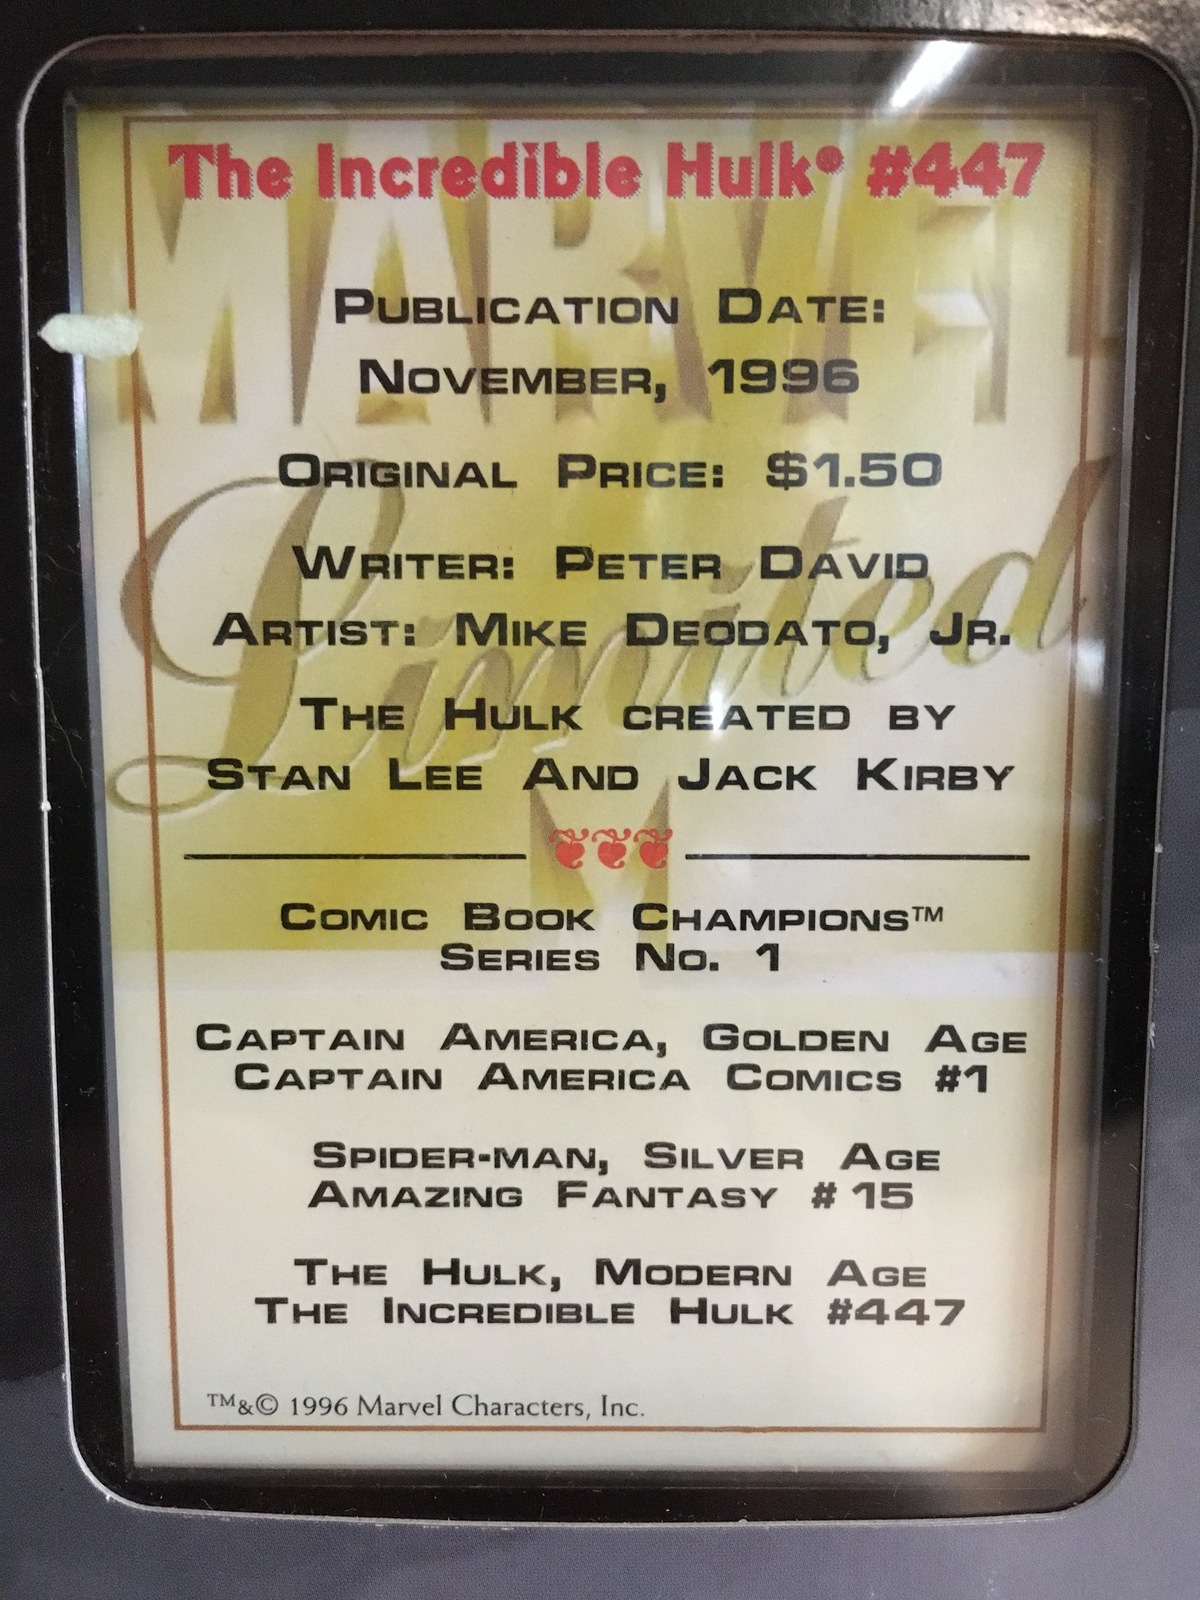 MARVEL
Limited
M
The Incredible Hulk® #447
PUBLICATION DATE:
NOVEMBER, 1996
ORIGINAL PRICE: $1.50
WRITER: PETER DAVID
ARTIST: MIKE DEODATO, JR.
THE HULK CREATED BY
STAN LEE AND JACK KIRBY
COMIC BOOK CHAMPIONS™
SERIES NO. 1
CAPTAIN AMERICA, GOLDEN AGE
CAPTAIN AMERICA COMICS #1
SPIDER-MAN, SILVER AGE
AMAZING FANTASY # 15
THE HULK, MODERN AGE
THE INCREDIBLE HULK #447
™&© 1996 Marvel Characters, Inc.